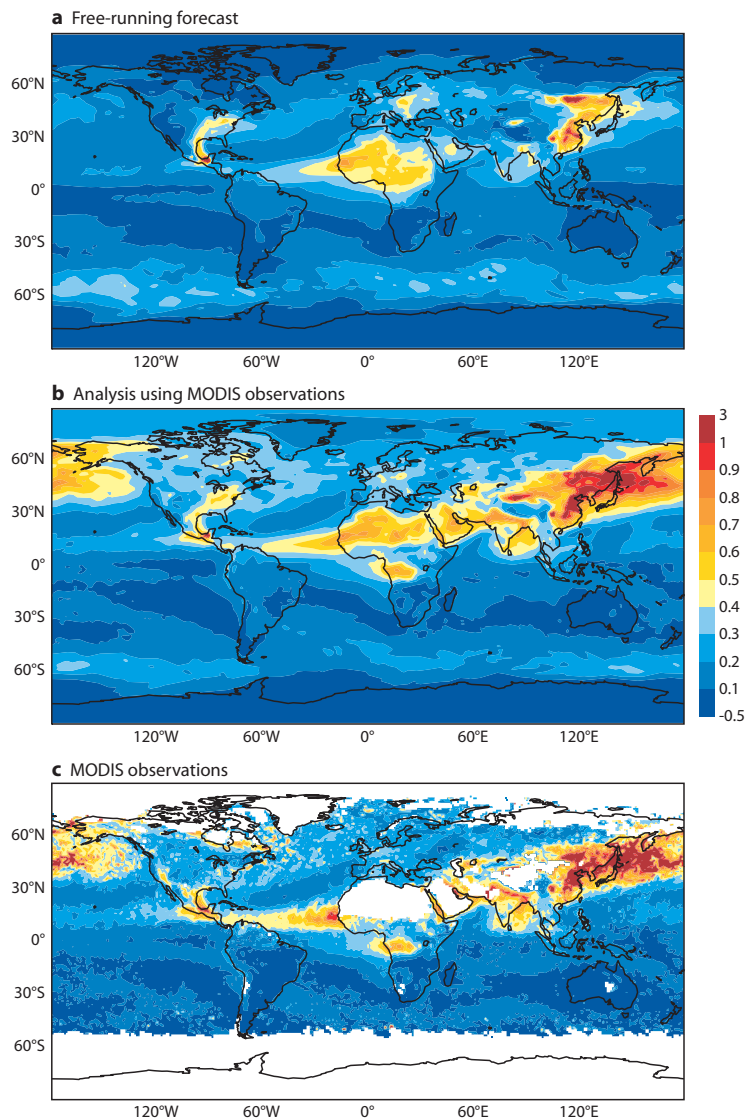 a Free-running forecast
60°N
30°N
0°
30°S
60°S
120°W 60°W 0° 60°E 120°E
b Analysis using MODIS observations
60°N
30°N
0°
30°S
60°S
120°W 60°W 0° 60°E 120°E
3
1
0.9
0.8
0.7
0.6
0.5
0.4
0.3
0.2
0.1
-0.5
c MODIS observations
60°N
30°N
0°
30°S
60°S
120°W 60°W 0° 60°E 120°E